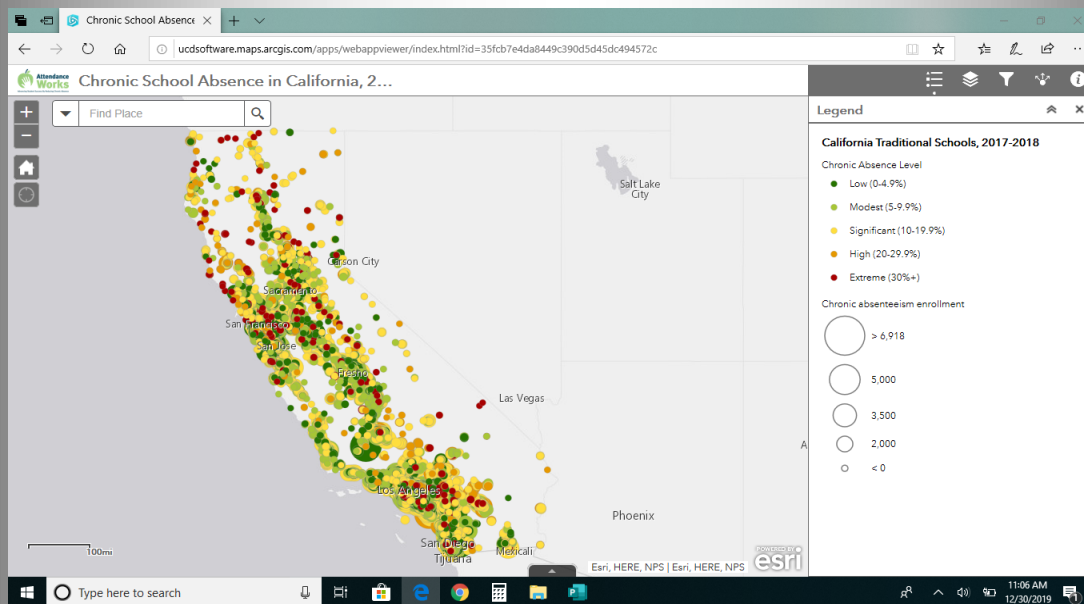 Chronic School Absence
ucdsoftware.maps.arcgis.com/apps/webappviewer/index.html?id=35fcb7e4da8449c390d5d45dc494572c
Attendance
Works
Chronic School Absence in California, 2...
Find Place
Legend
California Traditional Schools, 2017-2018
Chronic Absence Level
Low (0-4.9%)
Modest (5-9.9%)
Significant (10-19.9%)
High (20-29.9%)
Extreme (30%+)
Chronic absenteeism enrollment
> 6,918
5,000
3,500
2,000
< 0
Salt Lake
City
Carson City
Sacramento
San Francisco
San Jose
Fresno
Las Vegas
A
Los Angeles
Phoenix
San Diego
Tijuana
Mexicali
100mi
Esri, HERE, NPS | Esri, HERE, NPS
POWERED BY
esri
Type here to search
11:06 AM
12/30/2019
1